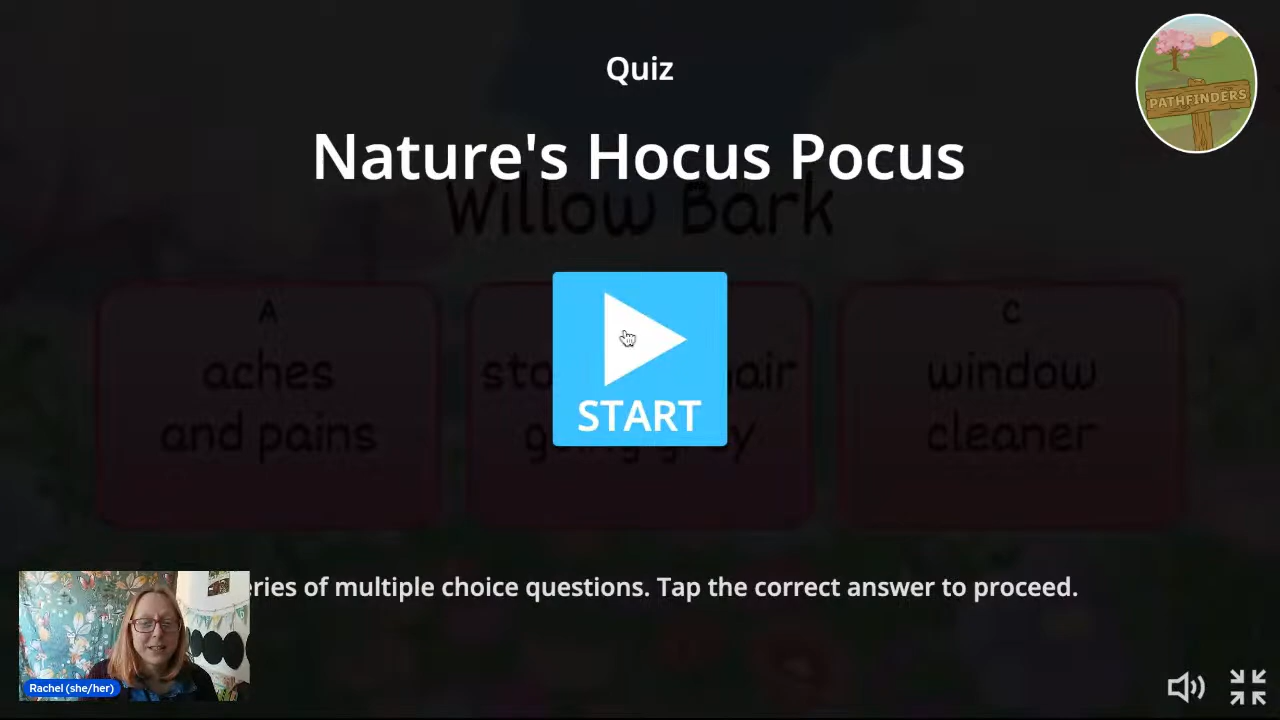 Quiz
PATHFINDERS
Nature's Hocus Pocus
Willow Bark
A
C
aches
window
and pains
cleaner
START
of multiple choice questions. Tap the correct answer to proceed.
Rachel (she/her)